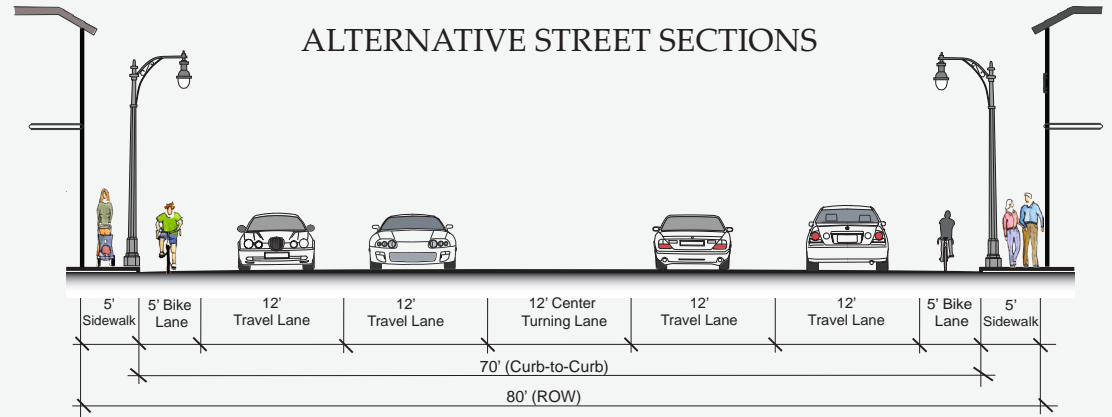 ALTERNATIVE STREET SECTIONS
5’
Sidewalk
5’ Bike
Lane
12’
Travel Lane
12’
Travel Lane
12’ Center
Turning Lane
12’
Travel Lane
12’
Travel Lane
5’ Bike
Lane
5’
Sidewalk
70’ (Curb-to-Curb)
80’ (ROW)